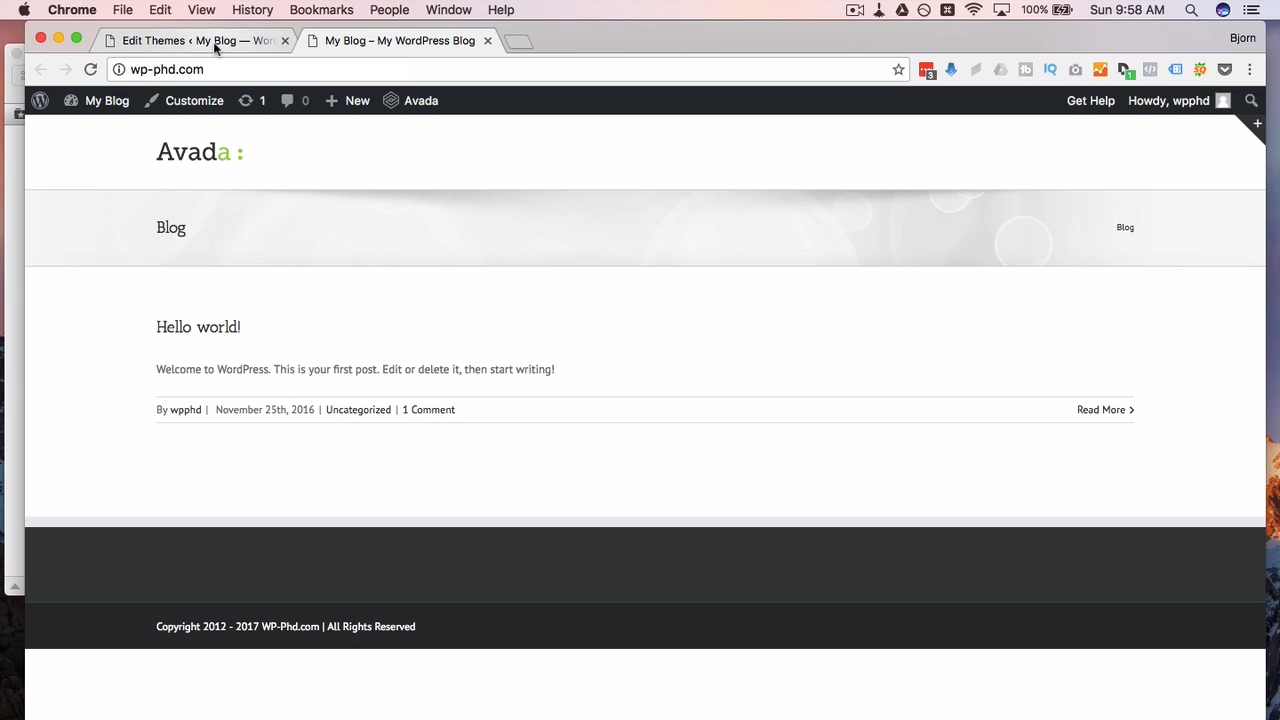 Chrome File Edit View History Bookmarks People Window Help 100% Sun 9:58 AM
Edit Themes ‹ My Blog — Wor My Blog – My WordPress Blog Bjorn
wp-phd.com 3 1
My Blog Customize 1 0 New Avada Get Help Howdy, wpphd
Avada :
Blog Blog
Hello world!
Welcome to WordPress. This is your first post. Edit or delete it, then start writing!
By wpphd | November 25th, 2016 | Uncategorized | 1 Comment Read More
Copyright 2012 - 2017 WP-Phd.com | All Rights Reserved